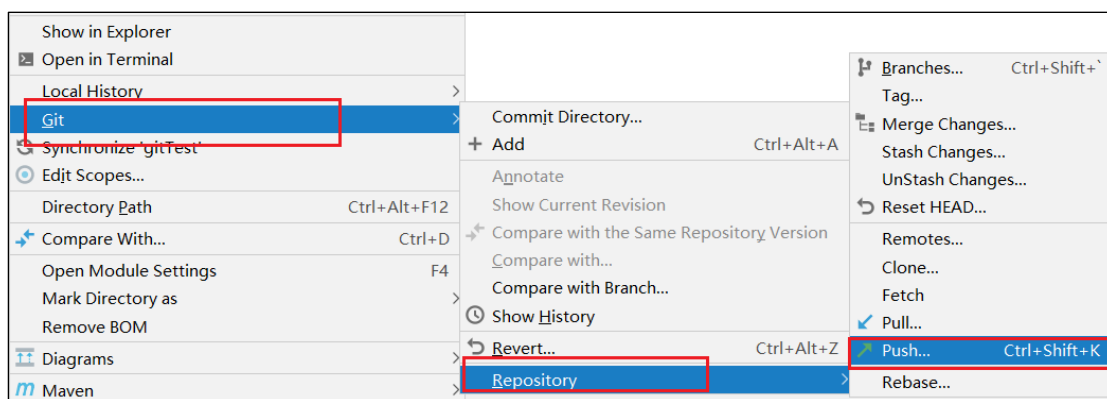 Show in Explorer
Open in Terminal
Local History
Git
Synchronize 'gitTest'
Edit Scopes...
Directory Path Ctrl+Alt+F12
Compare With... Ctrl+D
Open Module Settings F4
Mark Directory as
Remove BOM
Diagrams
Maven
Commit Directory...
Add Ctrl+Alt+A
Annotate
Show Current Revision
Compare with the Same Repository Version
Compare with...
Compare with Branch...
Show History
Revert... Ctrl+Alt+Z
Repository
Branches... Ctrl+Shift+`
Tag...
Merge Changes...
Stash Changes...
UnStash Changes...
Reset HEAD...
Remotes...
Clone...
Fetch
Pull...
Push... Ctrl+Shift+K
Rebase...